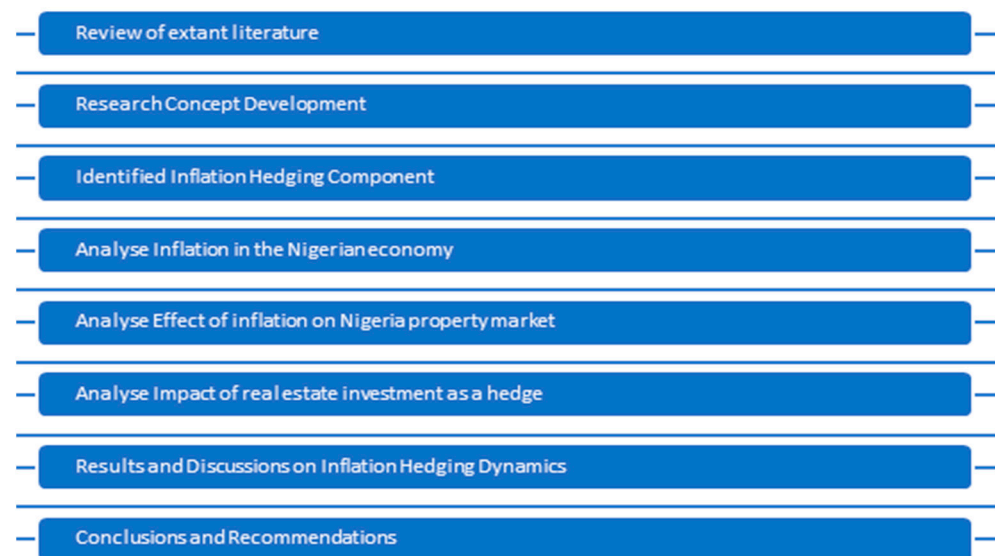 Review of extant literature
Research Concept Development
Identified Inflation Hedging Component
Analyse Inflation in the Nigerian economy
Analyse Effect of inflation on Nigeria property market
Analyse Impact of real estate investment as a hedge
Results and Discussions on Inflation Hedging Dynamics
Conclusions and Recommendations